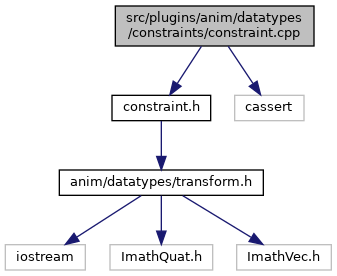 src/plugins/anim/datatypes
/constraints/constraint.cpp
constraint.h
cassert
anim/datatypes/transform.h
iostream
ImathQuat.h
ImathVec.h